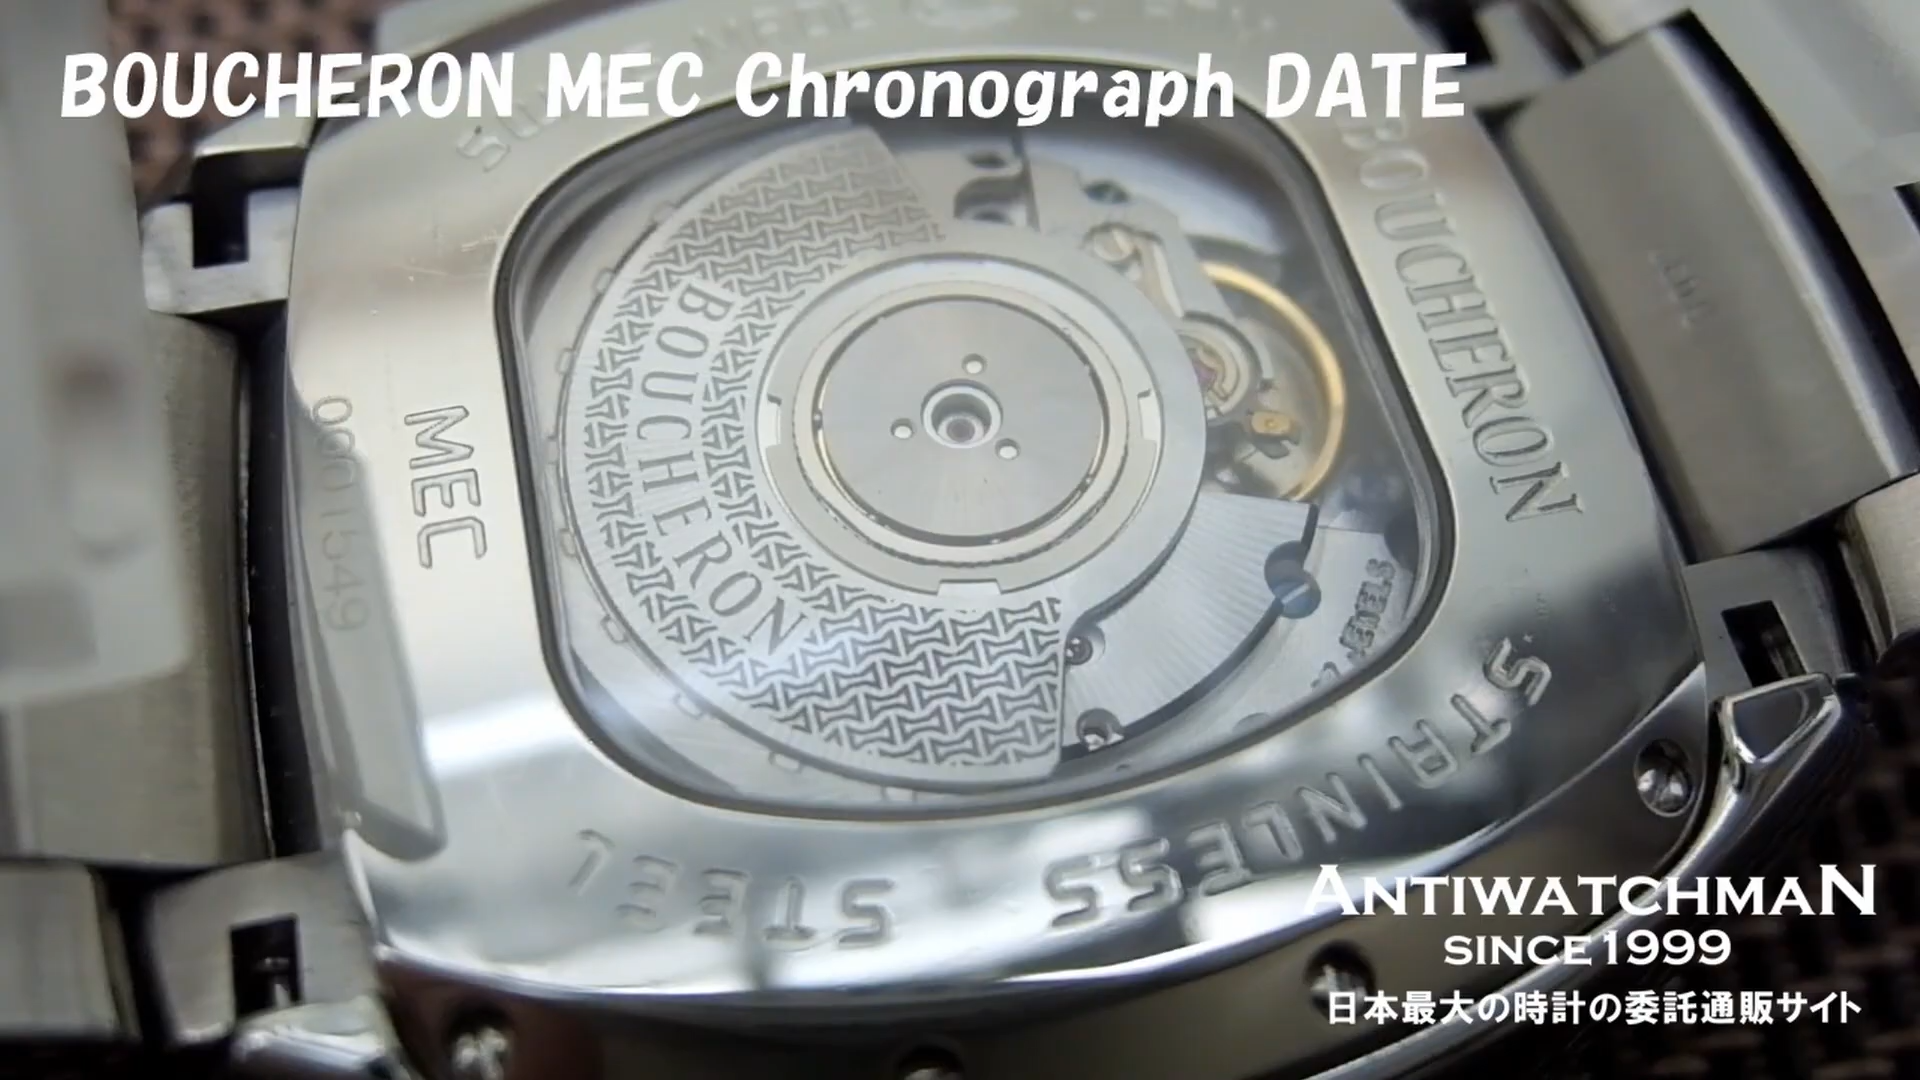 BOUCHERON MEC Chronograph DATE
BOUCHERON
MEC
BOUCHERON
STAINLESS STEEL
ANTIWATCHMAN
SINCE 1999
日本最大の時計の委託通販サイト